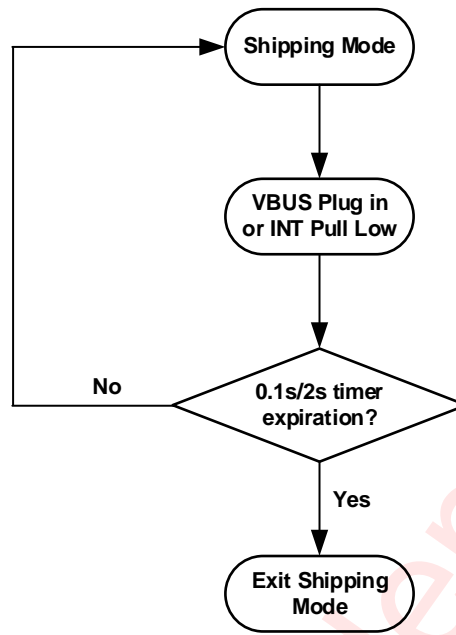 Shipping Mode
VBUS Plug in
or INT Pull Low
0.1s/2s timer
expiration?
No
Yes
Exit Shipping
Mode